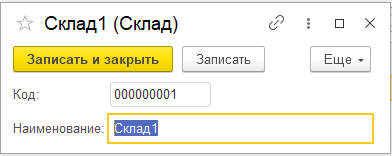 Склад1 (Склад)
Записать и закрыть Записать Еще
Код: 000000001
Наименование: Склад1